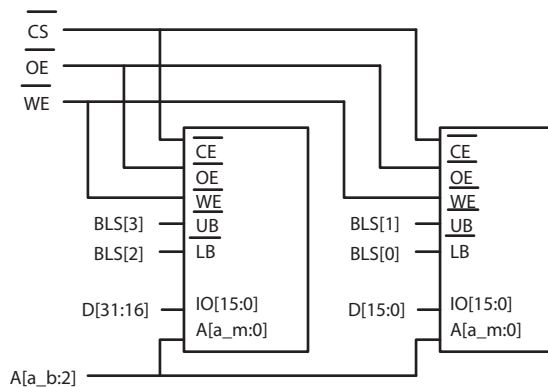 CS
OE
WE
CE
OE
WE
BLS[3] UB
BLS[2] LB
D[31:16] IO[15:0]
A[a_m:0]
CE
OE
WE
BLS[1] UB
BLS[0] LB
D[15:0] IO[15:0]
A[a_m:0]
A[a_b:2]